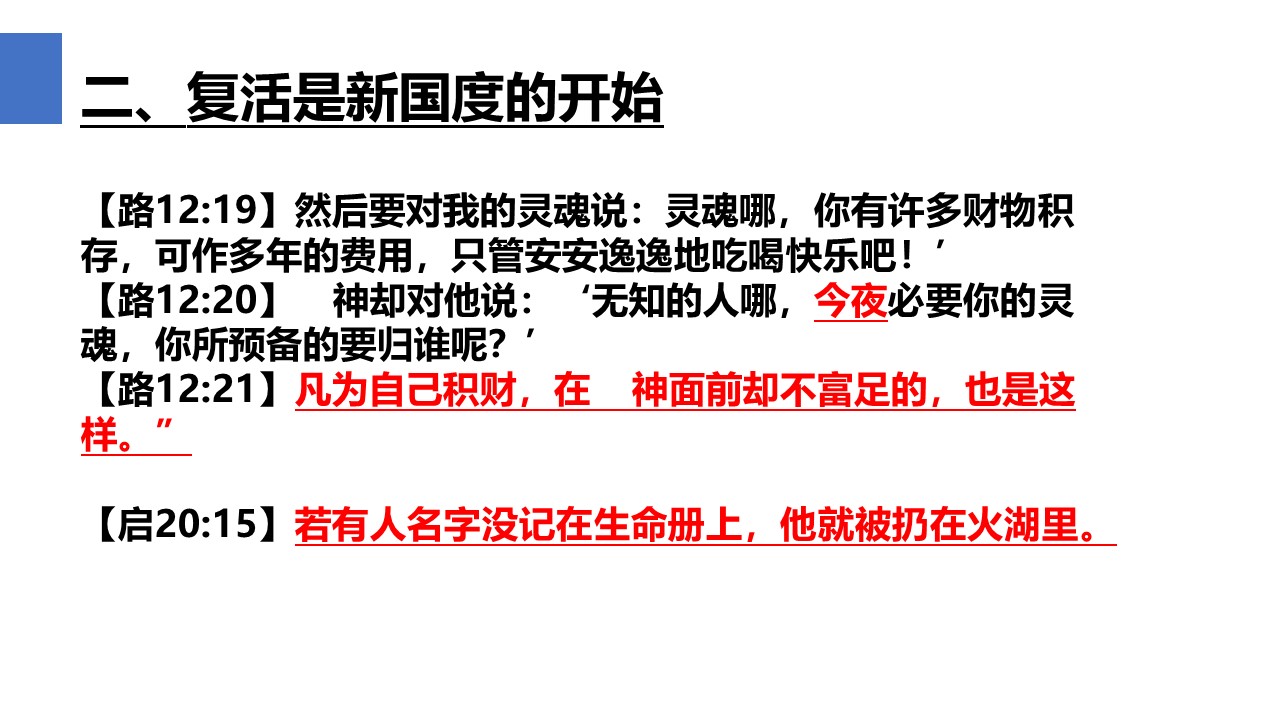 二、复活是新国度的开始
【路12:19】然后要对我的灵魂说：灵魂哪，你有许多财物积
存，可作多年的费用，只管安安逸逸地吃喝快乐吧！’
【路12:20】　神却对他说：‘无知的人哪，今夜必要你的灵
魂，你所预备的要归谁呢？’
【路12:21】凡为自己积财，在　神面前却不富足的，也是这
样。”
【启20:15】若有人名字没记在生命册上，他就被扔在火湖里。